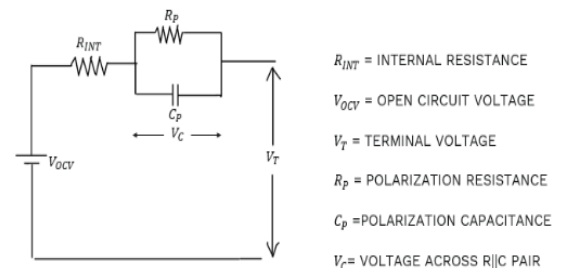 R_P
R_INT
C_P
V_C
V_T
V_OCV
R_INT = INTERNAL RESISTANCE
V_OCV = OPEN CIRCUIT VOLTAGE
V_T = TERMINAL VOLTAGE
R_P = POLARIZATION RESISTANCE
C_P =POLARIZATION CAPACITANCE
V_C= VOLTAGE ACROSS R||C PAIR